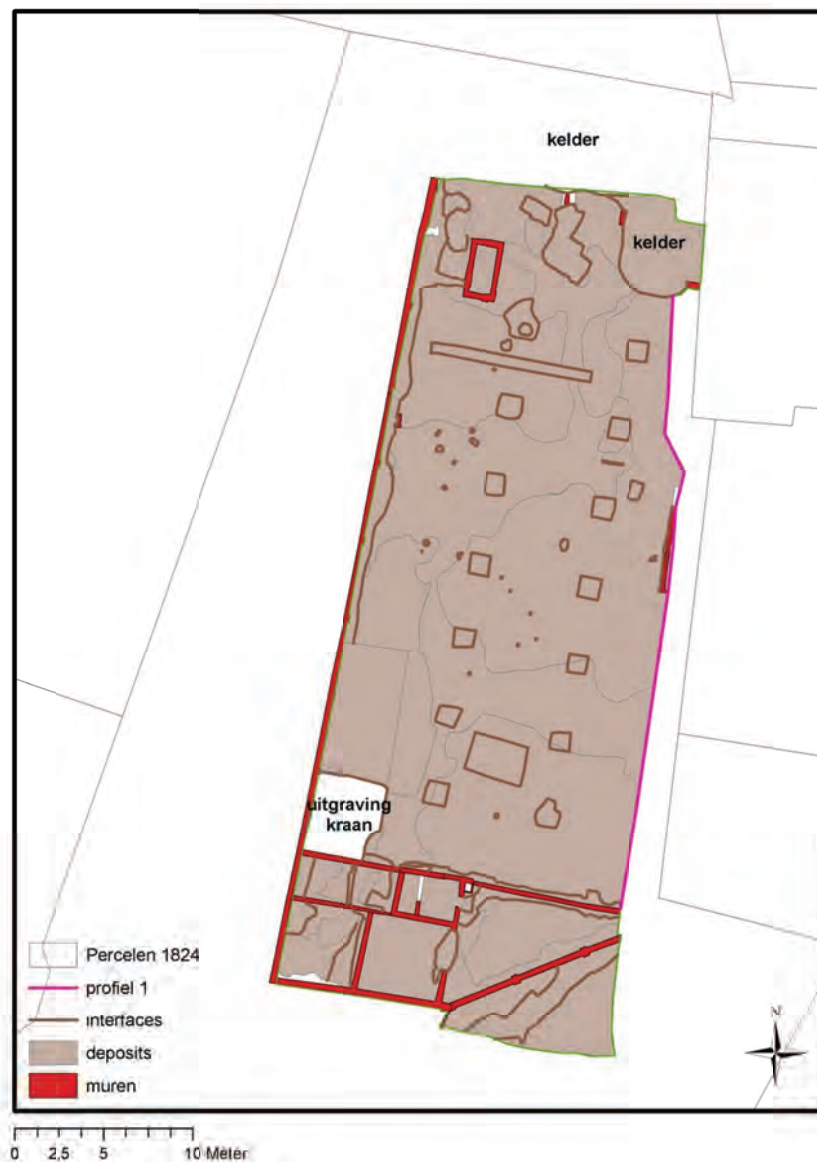 kelder
kelder
uitgraving
kraan
Percelen 1824
profiel 1
interfaces
deposits
muren
N
0 2,5 5 10 Meter